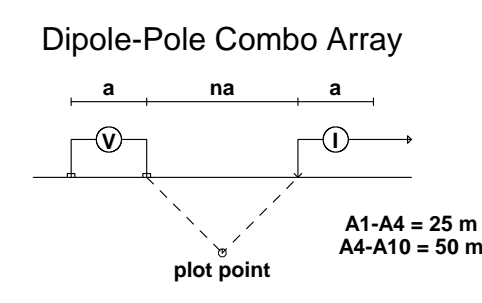 Dipole-Pole Combo Array
a na a
V I
A1-A4 = 25 m
A4-A10 = 50 m
plot point